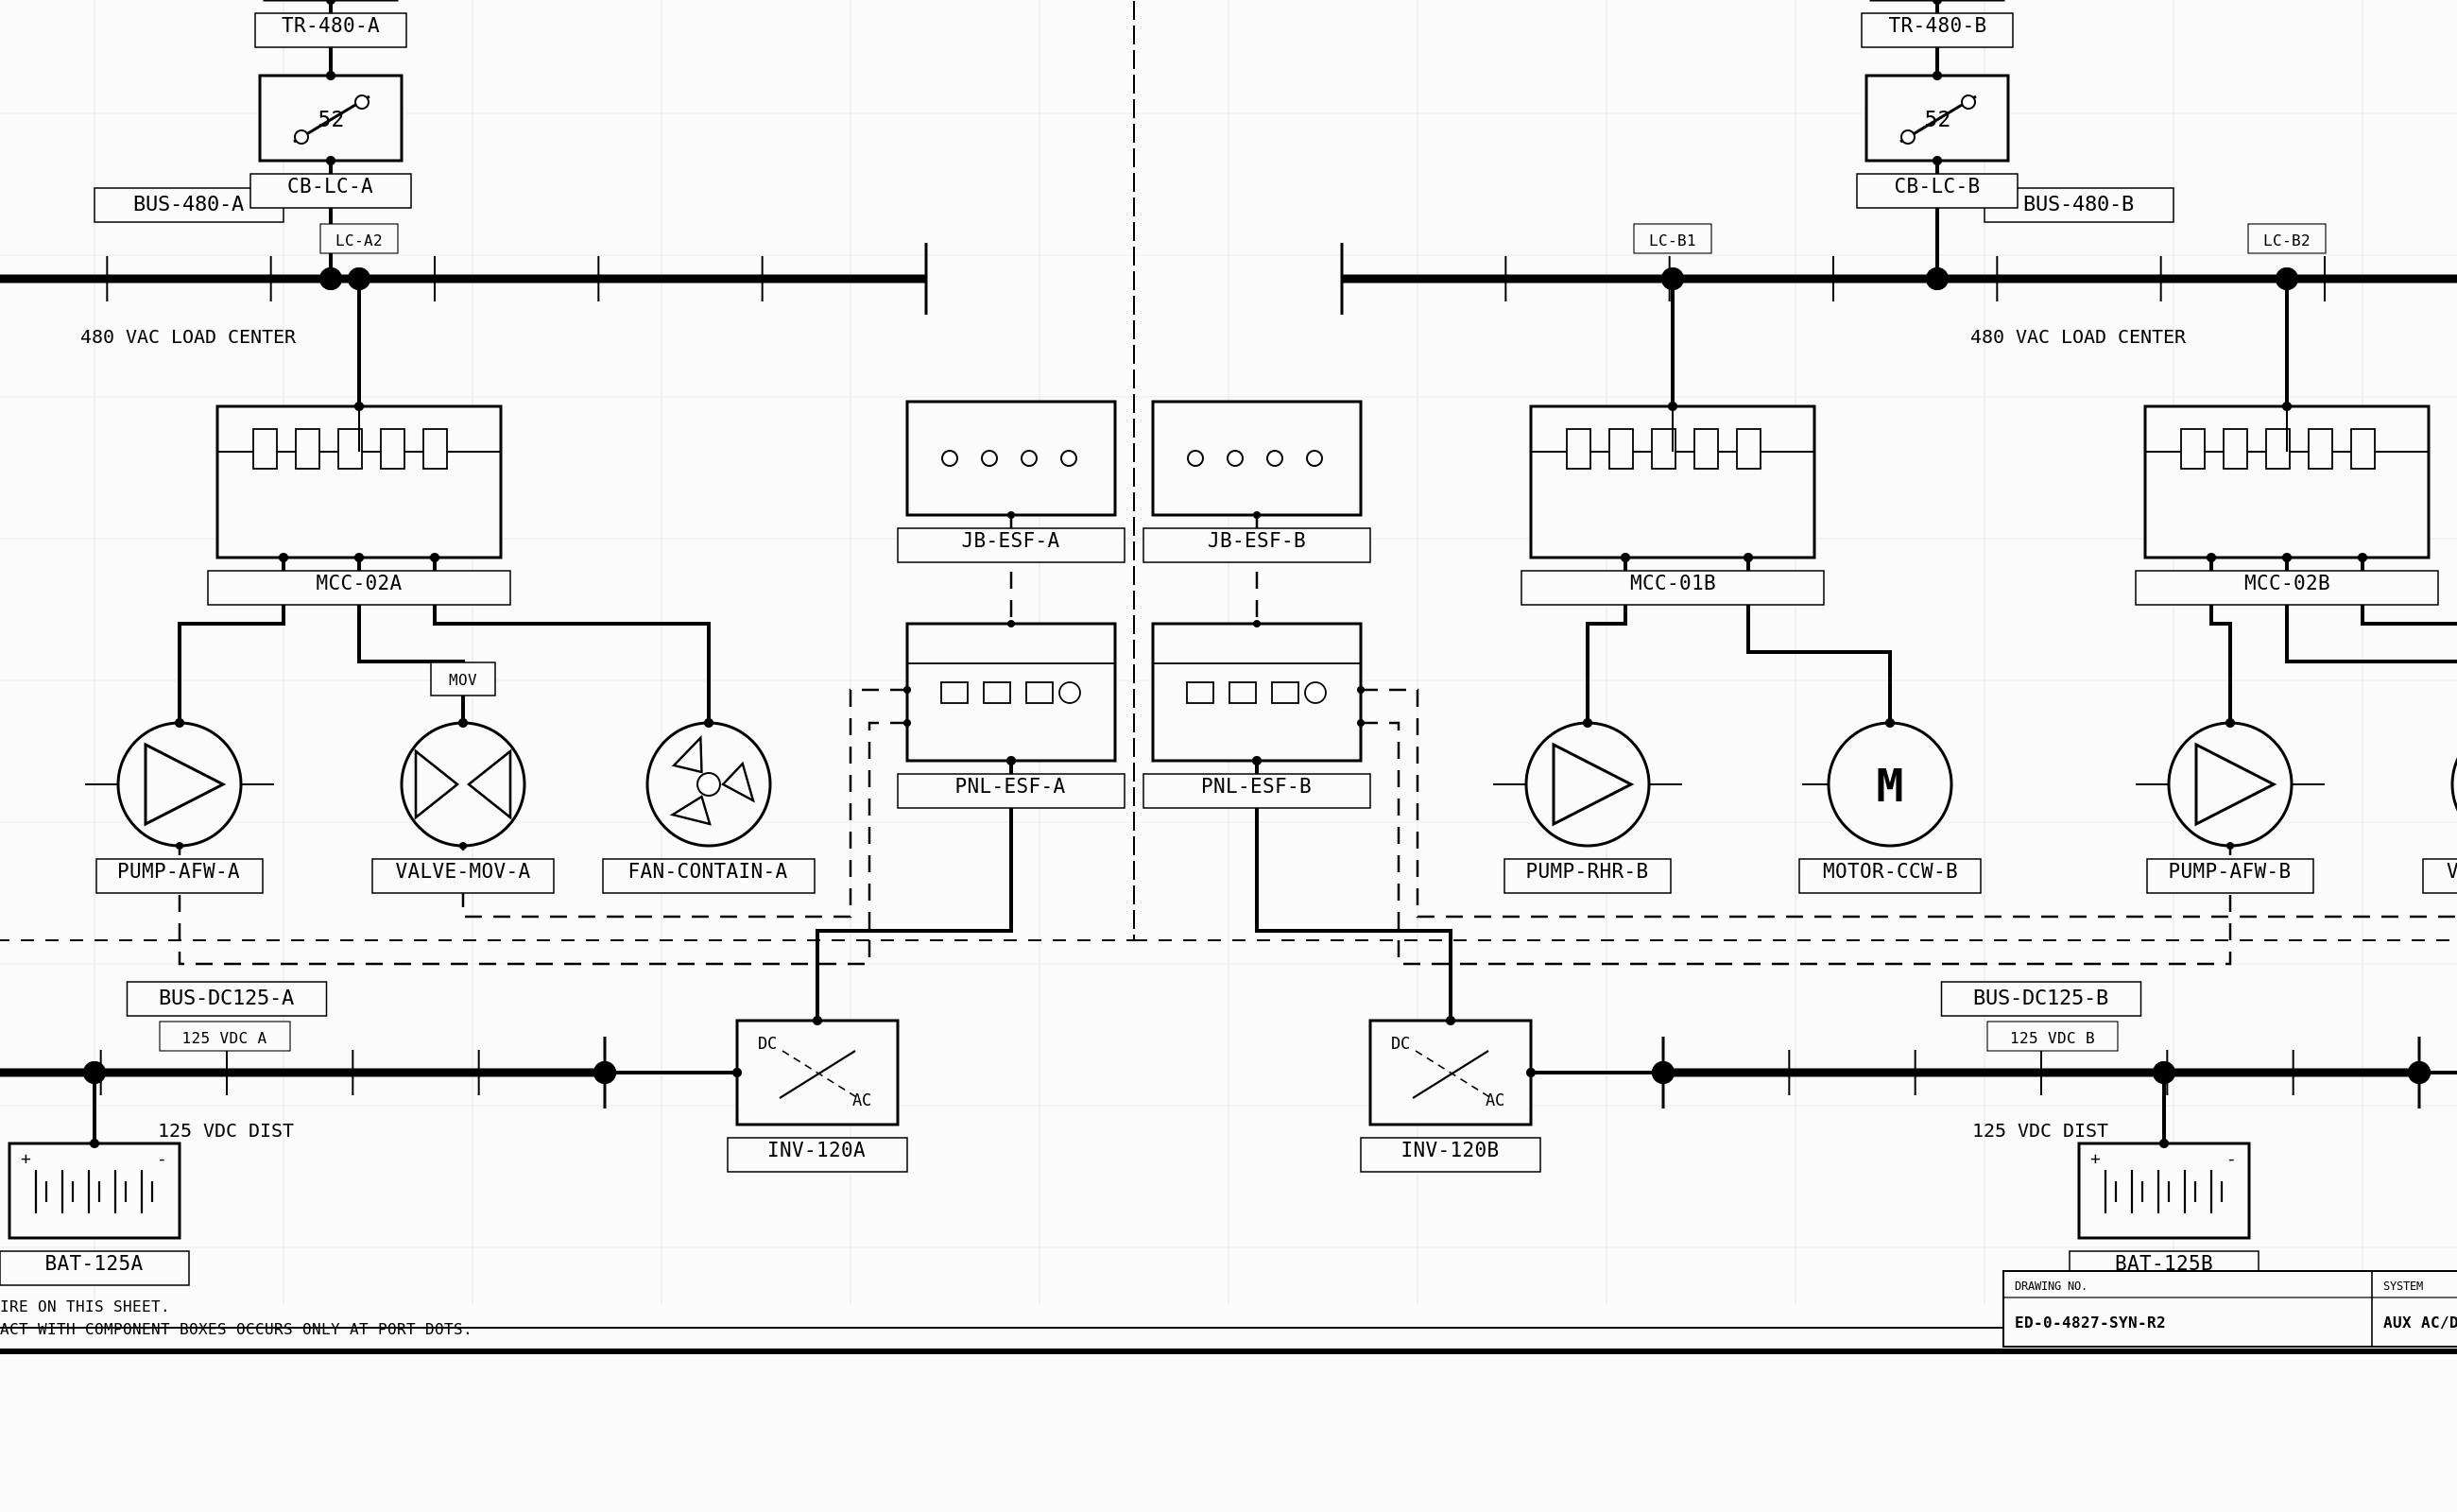 TR-480-A
TR-480-B
52
52
CB-LC-A
CB-LC-B
BUS-480-A
BUS-480-B
LC-A2
LC-B1
LC-B2
480 VAC LOAD CENTER
480 VAC LOAD CENTER
JB-ESF-A
JB-ESF-B
MCC-02A
MCC-01B
MCC-02B
MOV
PNL-ESF-A
PNL-ESF-B
M
PUMP-AFW-A
VALVE-MOV-A
FAN-CONTAIN-A
PUMP-RHR-B
MOTOR-CCW-B
PUMP-AFW-B
V
BUS-DC125-A
BUS-DC125-B
125 VDC A
125 VDC B
DC
AC
DC
AC
125 VDC DIST
125 VDC DIST
INV-120A
INV-120B
+ -
+ -
BAT-125A
BAT-125B
IRE ON THIS SHEET.
ACT WITH COMPONENT BOXES OCCURS ONLY AT PORT DOTS.
DRAWING NO.
SYSTEM
ED-0-4827-SYN-R2
AUX AC/D